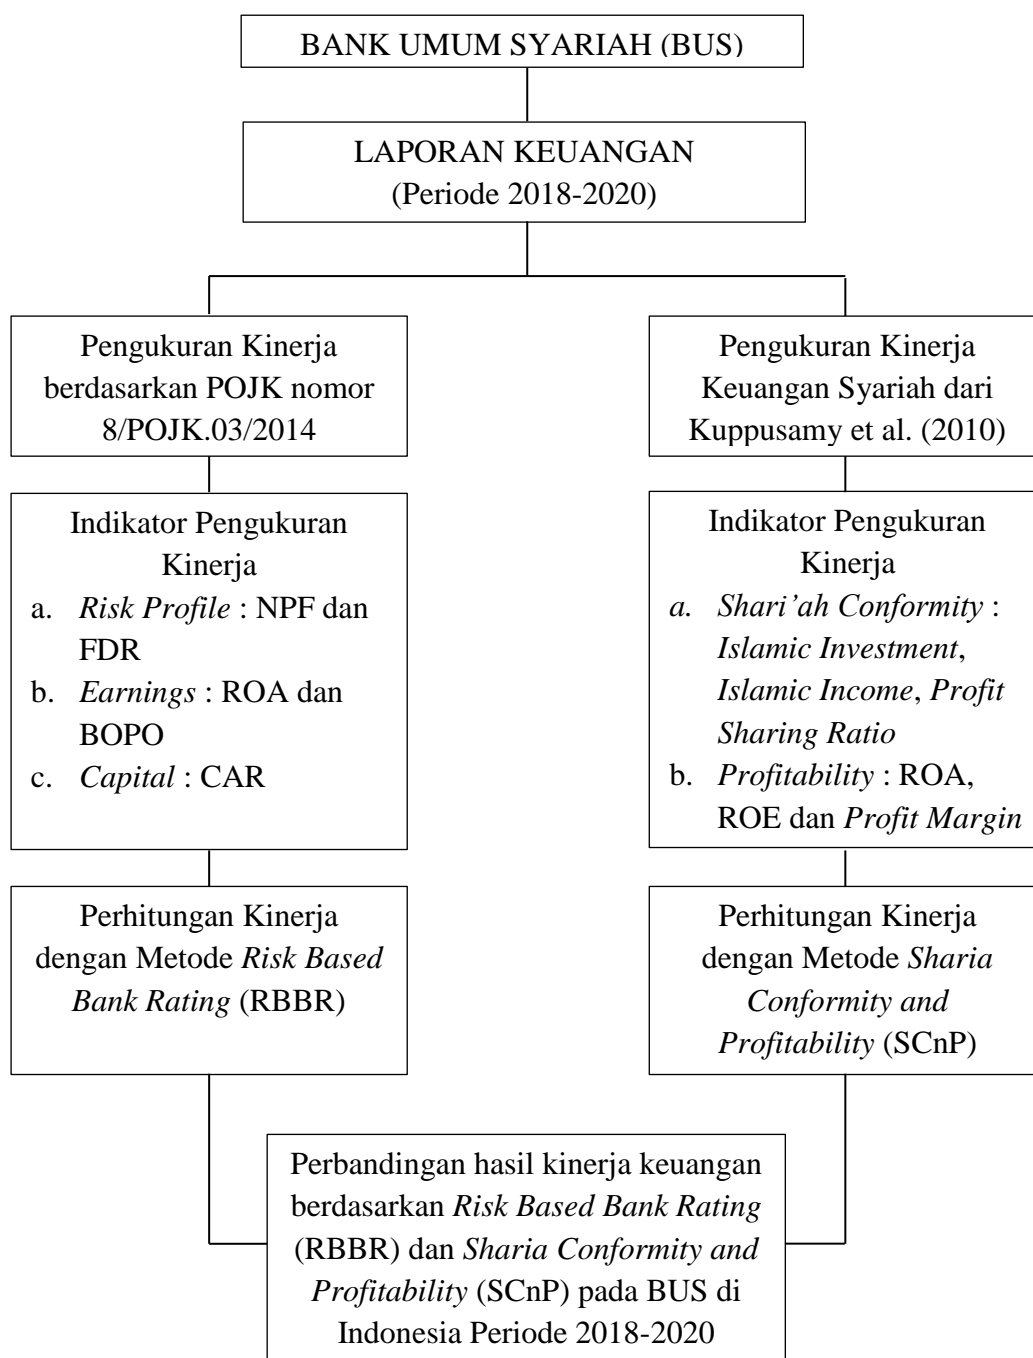 BANK UMUM SYARIAH (BUS)
LAPORAN KEUANGAN
(Periode 2018-2020)
Pengukuran Kinerja
berdasarkan POJK nomor
8/POJK.03/2014
Pengukuran Kinerja
Keuangan Syariah dari
Kuppusamy et al. (2010)
Indikator Pengukuran
Kinerja
a. Risk Profile : NPF dan
FDR
b. Earnings : ROA dan
BOPO
c. Capital : CAR
Indikator Pengukuran
Kinerja
a. Shari’ah Conformity :
Islamic Investment,
Islamic Income, Profit
Sharing Ratio
b. Profitability : ROA,
ROE dan Profit Margin
Perhitungan Kinerja
dengan Metode Risk Based
Bank Rating (RBBR)
Perhitungan Kinerja
dengan Metode Sharia
Conformity and
Profitability (SCnP)
Perbandingan hasil kinerja keuangan
berdasarkan Risk Based Bank Rating
(RBBR) dan Sharia Conformity and
Profitability (SCnP) pada BUS di
Indonesia Periode 2018-2020